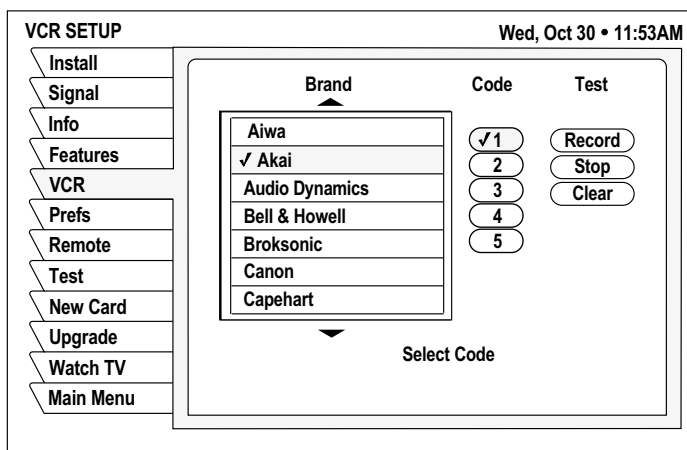 VCR SETUP
Wed, Oct 30 • 11:53AM
Install
Signal
Info
Features
VCR
Prefs
Remote
Test
New Card
Upgrade
Watch TV
Main Menu
Brand
Aiwa
✓ Akai
Audio Dynamics
Bell & Howell
Broksonic
Canon
Capehart
Code
✓1
2
3
4
5
Test
Record
Stop
Clear
Select Code